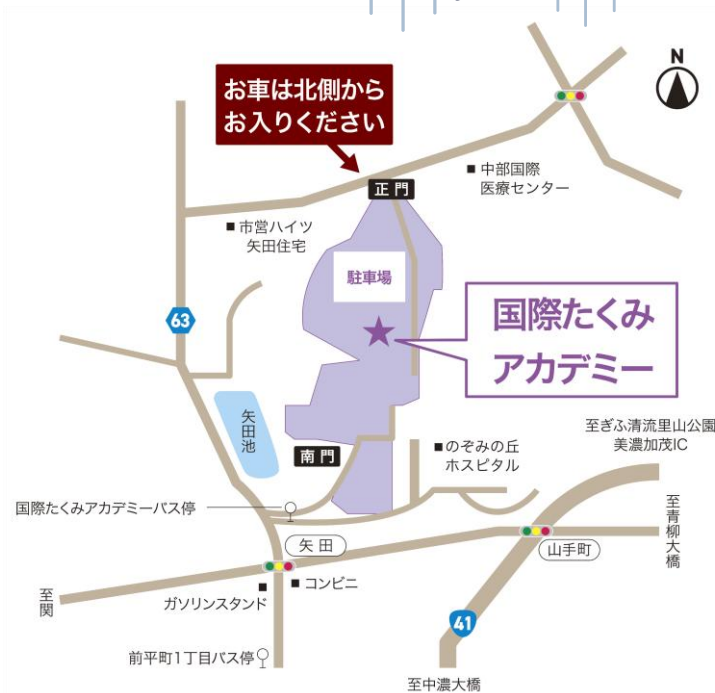 N
お車は北側から
お入りください
正門
■ 中部国際
医療センター
■ 市営ハイツ
矢田住宅
駐車場
63
国際たくみ
アカデミー
矢田池
南門
■のぞみの丘
ホスピタル
至ぎふ清流里山公園
美濃加茂IC
国際たくみアカデミーバス停
至青柳大橋
矢田
山手町
■ コンビニ
至関
ガソリンスタンド
41
前平町1丁目バス停
至中濃大橋